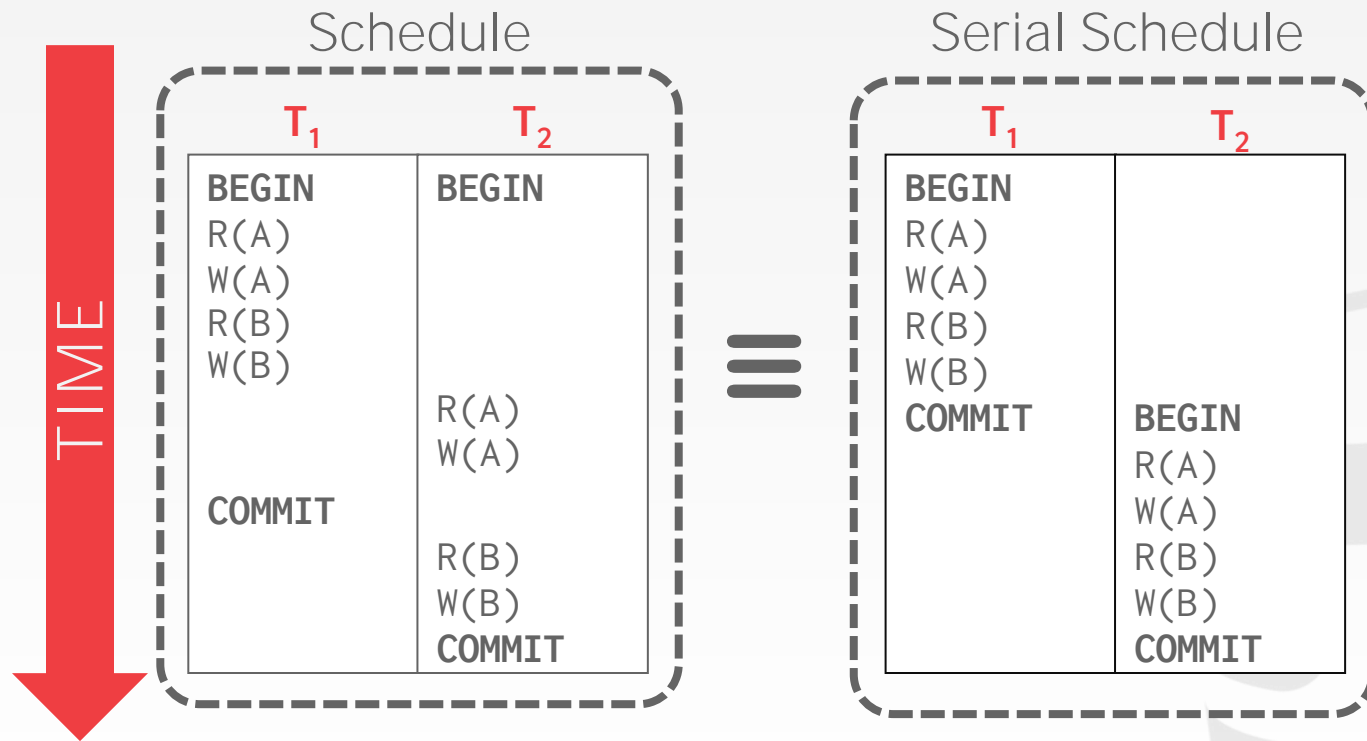 Schedule
Serial Schedule
TIME
T₁ T₂
BEGIN BEGIN
R(A)
W(A)
R(B)
W(B)
R(A)
W(A)
COMMIT
R(B)
W(B)
COMMIT
≡
T₁ T₂
BEGIN
R(A)
W(A)
R(B)
W(B)
COMMIT BEGIN
R(A)
W(A)
R(B)
W(B)
COMMIT